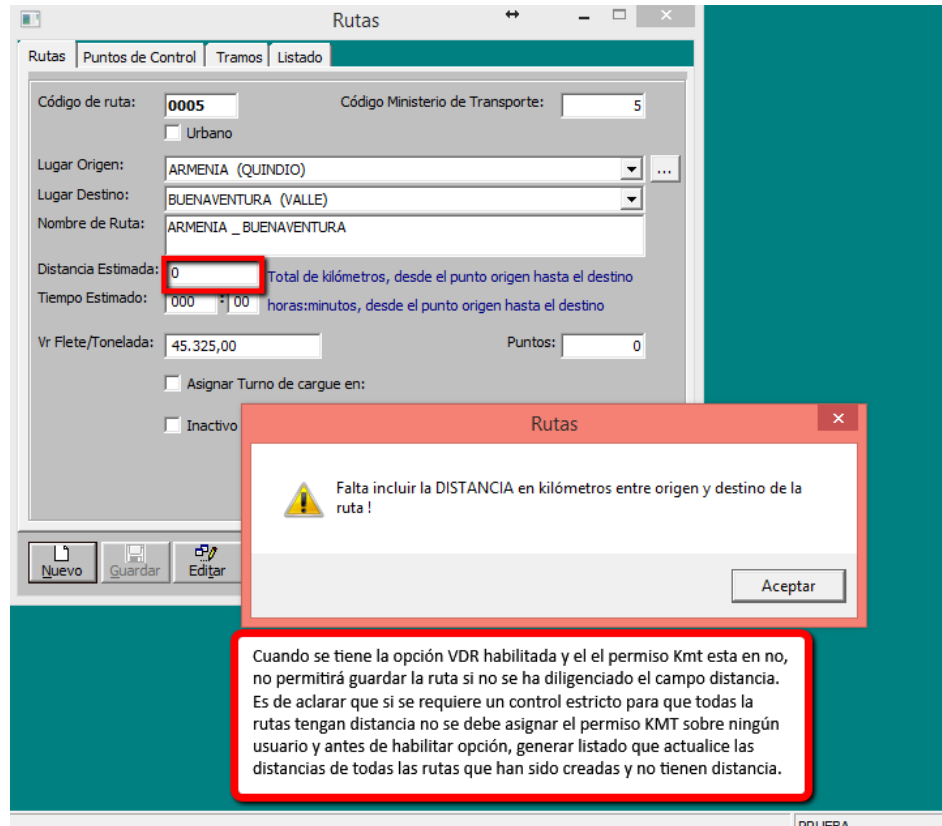 Rutas
Rutas Puntos de Control Tramos Listado
Código de ruta: 0005 Código Ministerio de Transporte: 5
Urbano
Lugar Origen: ARMENIA (QUINDIO) ...
Lugar Destino: BUENAVENTURA (VALLE)
Nombre de Ruta: ARMENIA _ BUENAVENTURA
Distancia Estimada: 0 Total de kilómetros, desde el punto origen hasta el destino
Tiempo Estimado: 000 : 00 horas:minutos, desde el punto origen hasta el destino
Vr Flete/Tonelada: 45.325,00 Puntos: 0
Asignar Turno de cargue en:
Inactivo
Rutas
Falta incluir la DISTANCIA en kilómetros entre origen y destino de la
ruta !
Nuevo Guardar Editar
Aceptar
Cuando se tiene la opción VDR habilitada y el el permiso Kmt esta en no,
no permitirá guardar la ruta si no se ha diligenciado el campo distancia.
Es de aclarar que si se requiere un control estricto para que todas la
rutas tengan distancia no se debe asignar el permiso KMT sobre ningún
usuario y antes de habilitar opción, generar listado que actualice las
distancias de todas las rutas que han sido creadas y no tienen distancia.
PRUEBA